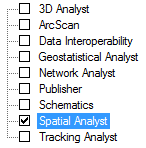 3D Analyst
ArcScan
Data Interoperability
Geostatistical Analyst
Network Analyst
Publisher
Schematics
Spatial Analyst
Tracking Analyst